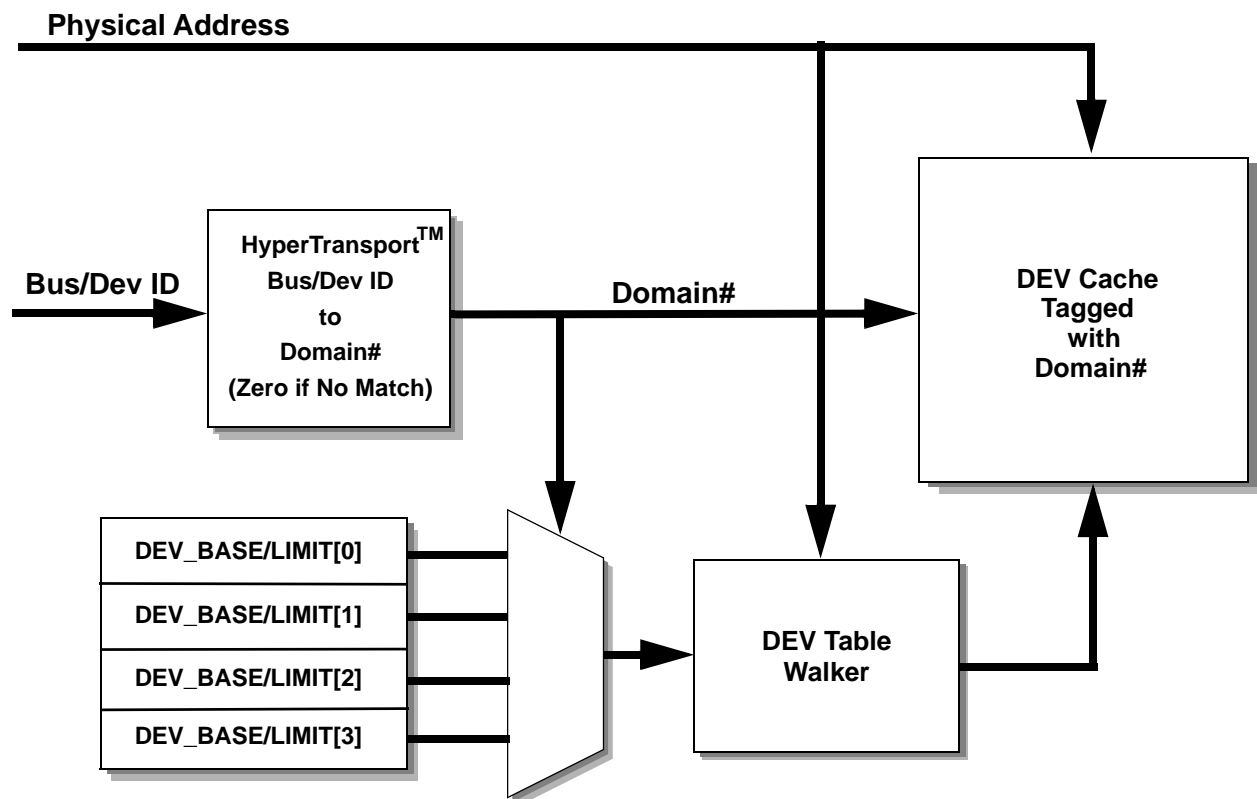 Physical Address
Bus/Dev ID
HyperTransport™
Bus/Dev ID
to
Domain#
(Zero if No Match)
Domain#
DEV Cache
Tagged
with
Domain#
DEV_BASE/LIMIT[0]
DEV_BASE/LIMIT[1]
DEV_BASE/LIMIT[2]
DEV_BASE/LIMIT[3]
DEV Table
Walker